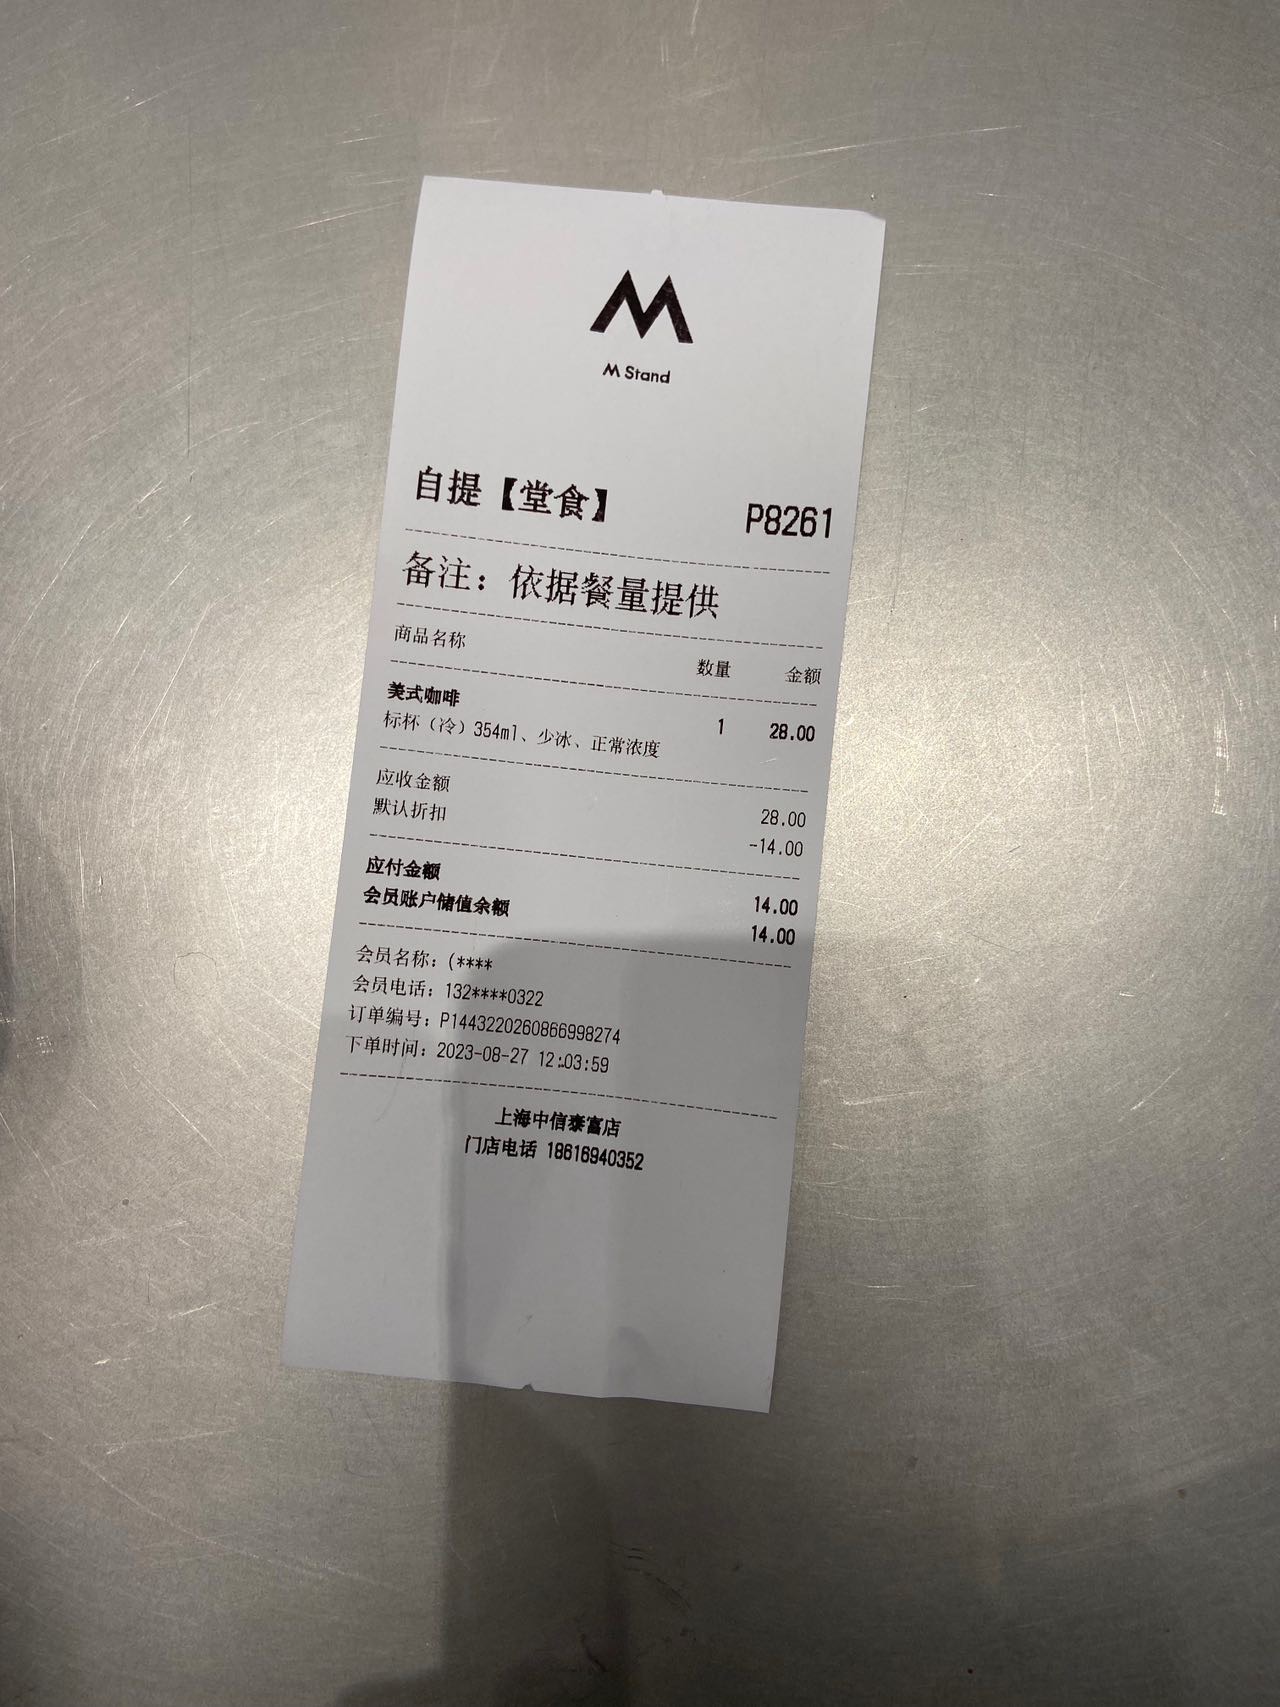 M
M Stand
自提【堂食】 P8261
备注：依据餐量提供
商品名称 数量 金额
美式咖啡 1 28.00
标杯（冷）354ml、少冰、正常浓度
应收金额 28.00
默认折扣 -14.00
应付金额 14.00
会员账户储值余额 14.00
会员名称：(****
会员电话：132****0322
订单编号：P1443220260866998274
下单时间：2023-08-27 12:03:59
上海中信泰富店
门店电话 18616940352